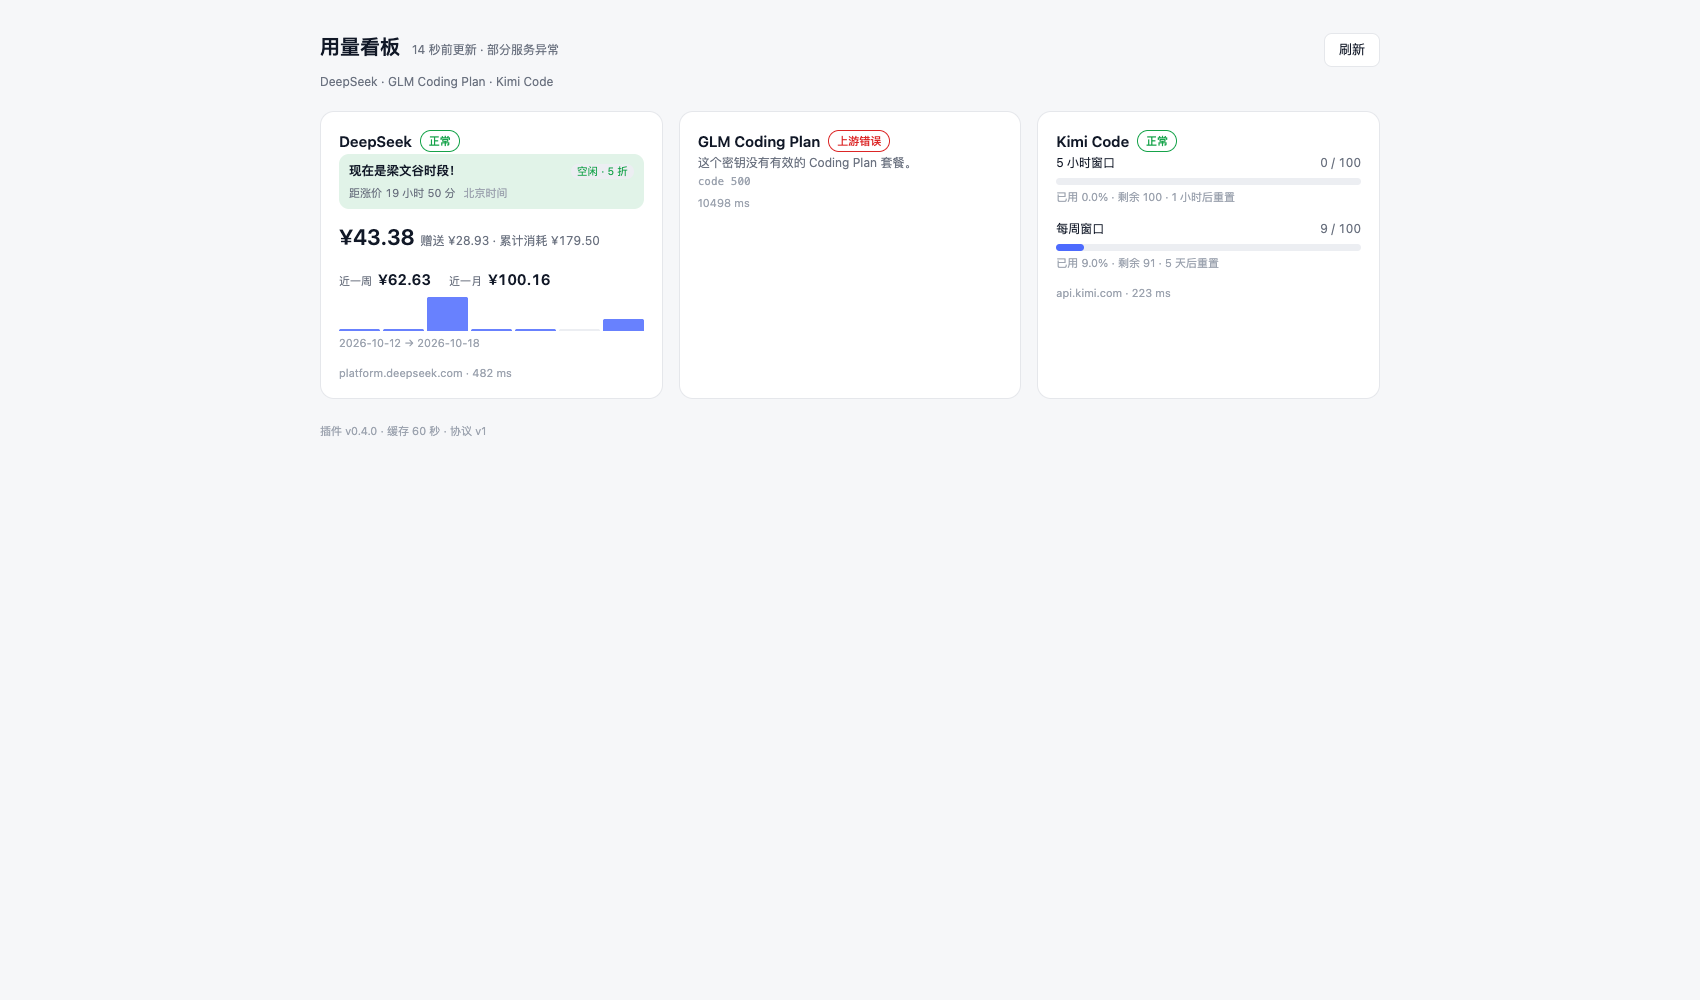 用量看板 14 秒前更新 · 部分服务异常
刷新
DeepSeek · GLM Coding Plan · Kimi Code
DeepSeek 正常
现在是梁文谷时段! 空闲 · 5 折
距涨价 19 小时 50 分 北京时间
¥43.38 赠送 ¥28.93 · 累计消耗 ¥179.50
近一周 ¥62.63 近一月 ¥100.16
2026-10-12 → 2026-10-18
platform.deepseek.com · 482 ms
GLM Coding Plan 上游错误
这个密钥没有有效的 Coding Plan 套餐。
code 500
10498 ms
Kimi Code 正常
5 小时窗口 0 / 100
已用 0.0% · 剩余 100 · 1 小时后重置
每周窗口 9 / 100
已用 9.0% · 剩余 91 · 5 天后重置
api.kimi.com · 223 ms
插件 v0.4.0 · 缓存 60 秒 · 协议 v1